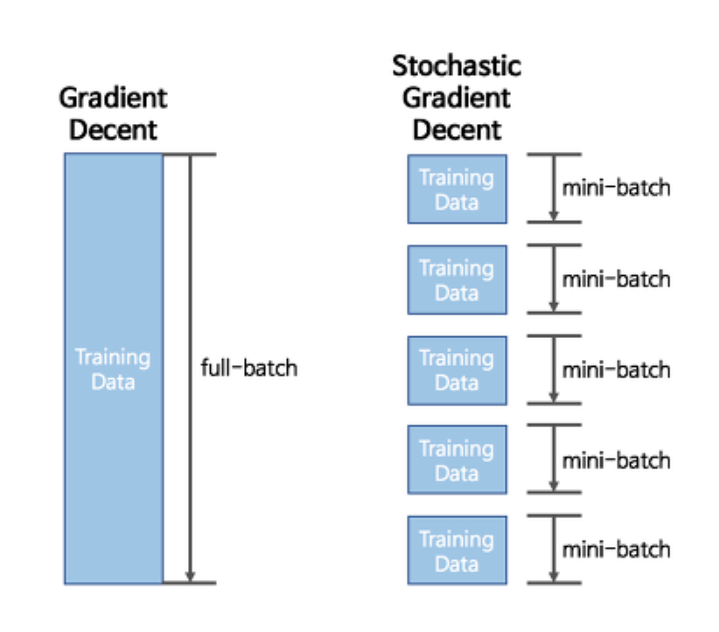 Gradient
Decent
Training
Data
full-batch
Stochastic
Gradient
Decent
Training
Data
mini-batch
Training
Data
mini-batch
Training
Data
mini-batch
Training
Data
mini-batch
Training
Data
mini-batch